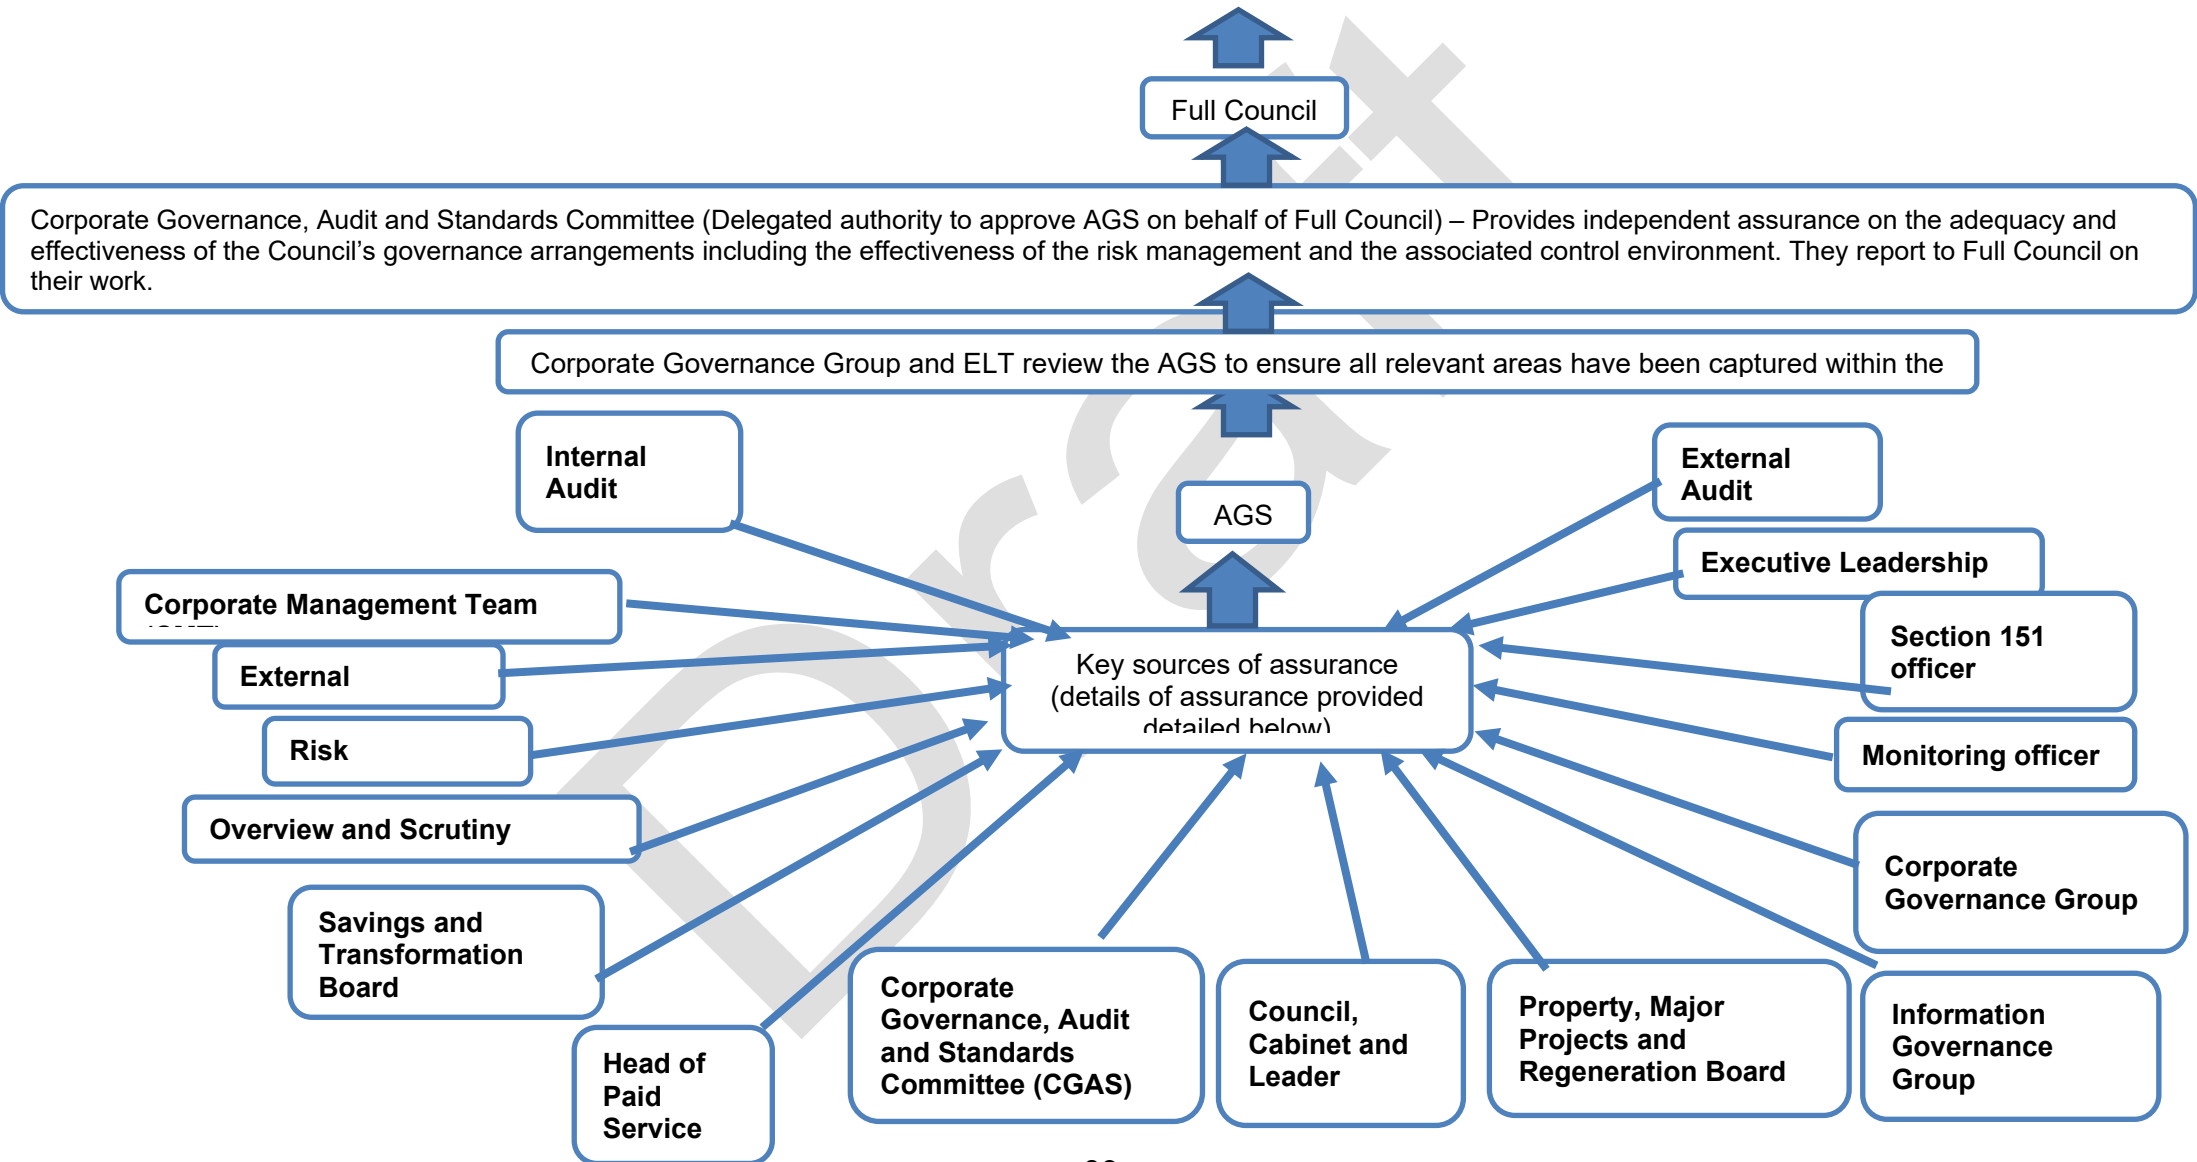 Full Council
Corporate Governance, Audit and Standards Committee (Delegated authority to approve AGS on behalf of Full Council) – Provides independent assurance on the adequacy and
effectiveness of the Council’s governance arrangements including the effectiveness of the risk management and the associated control environment. They report to Full Council on
their work.
Corporate Governance Group and ELT review the AGS to ensure all relevant areas have been captured within the
Internal
Audit
External
Audit
AGS
Executive Leadership
Corporate Management Team
Section 151
officer
External
Key sources of assurance
(details of assurance provided
detailed below)
Risk
Monitoring officer
Overview and Scrutiny
Corporate
Governance Group
Savings and
Transformation
Board
Head of
Paid
Service
Corporate
Governance, Audit
and Standards
Committee (CGAS)
Council,
Cabinet and
Leader
Property, Major
Projects and
Regeneration Board
Information
Governance
Group
Draft